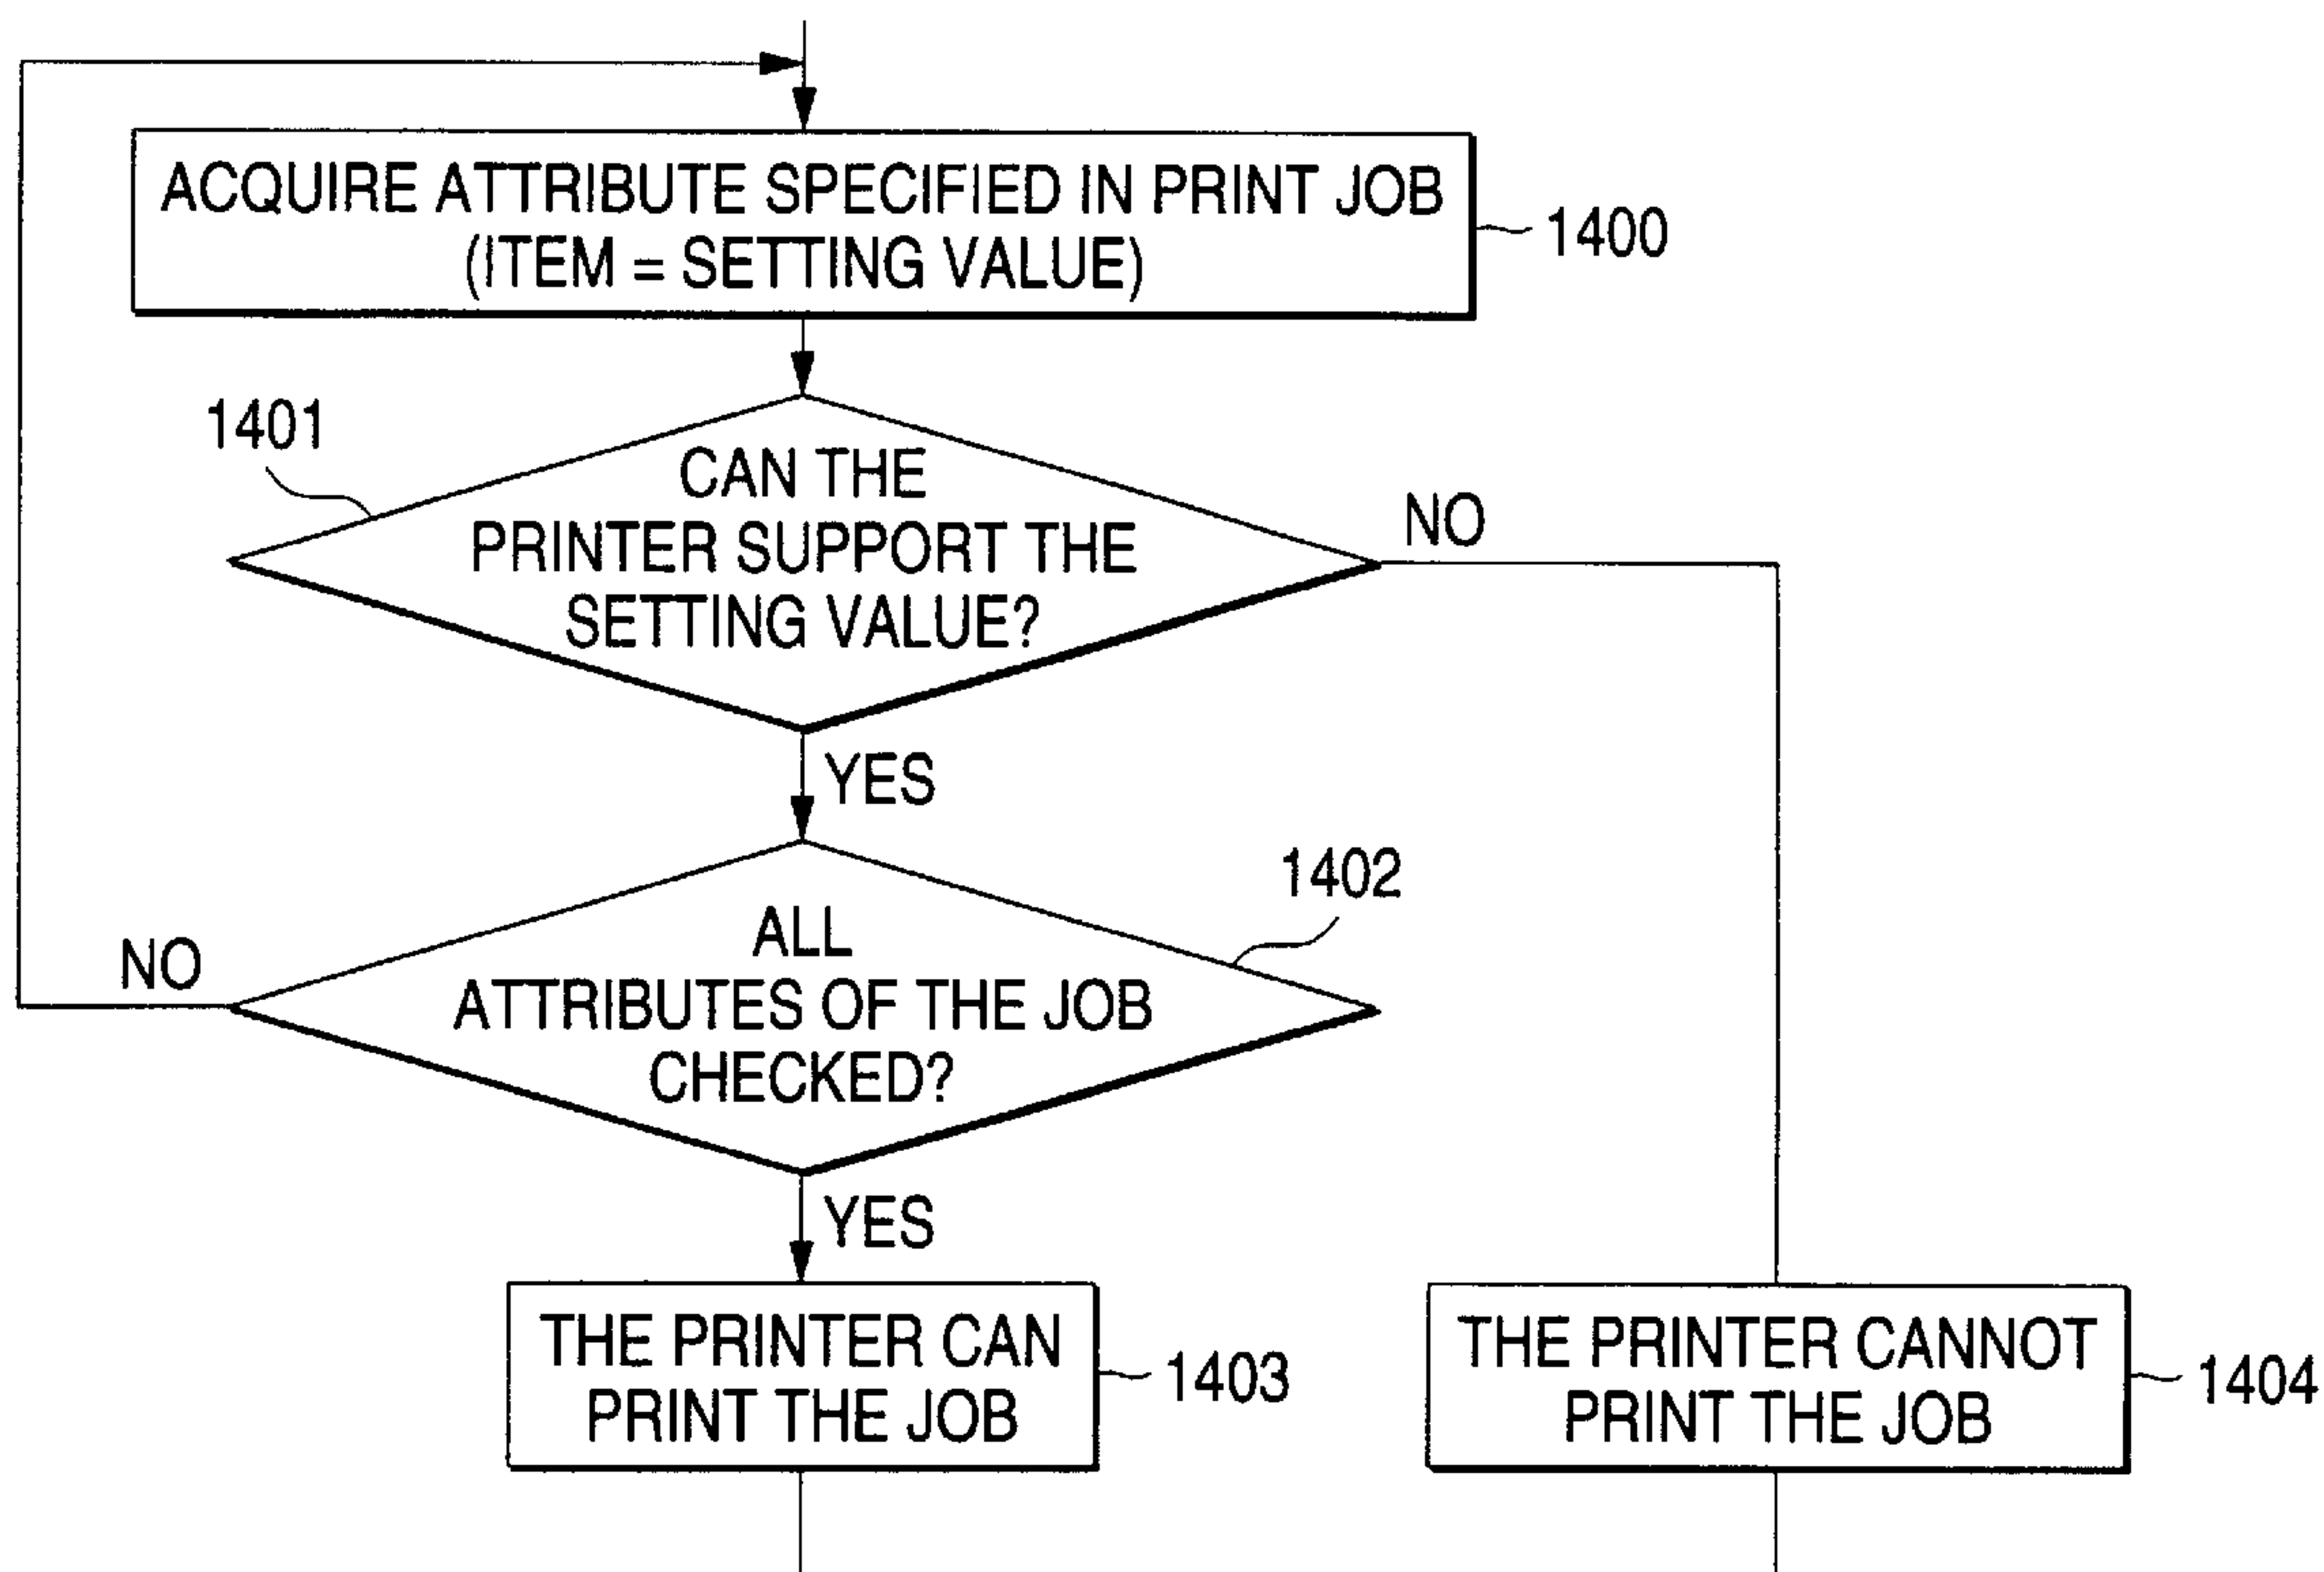 ACQUIRE ATTRIBUTE SPECIFIED IN PRINT JOB
(ITEM = SETTING VALUE)
1400
1401
CAN THE
PRINTER SUPPORT THE
SETTING VALUE?
NO
YES
1402
ALL
ATTRIBUTES OF THE JOB
CHECKED?
NO
YES
THE PRINTER CAN
PRINT THE JOB
1403
THE PRINTER CANNOT
PRINT THE JOB
1404